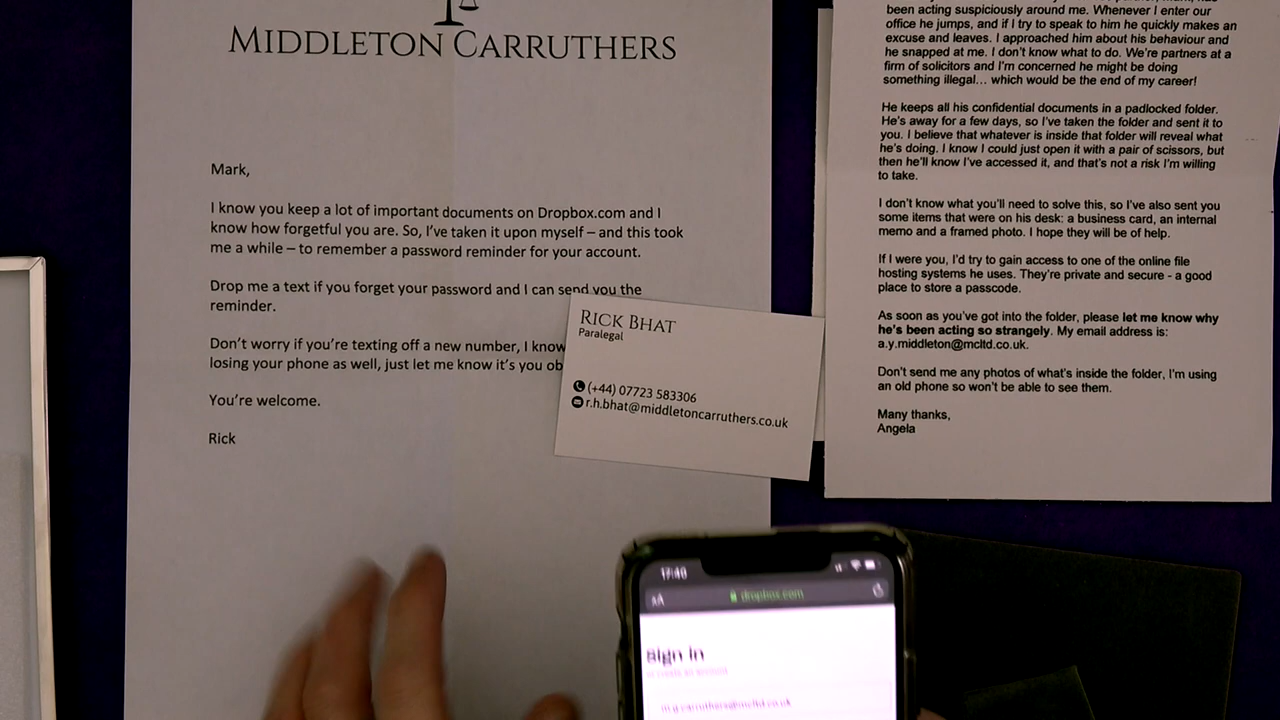 MIDDLETON CARRUTHERS
Mark,
I know you keep a lot of important documents on Dropbox.com and I
know how forgetful you are. So, I've taken it upon myself – and this took
me a while – to remember a password reminder for your account.
Drop me a text if you forget your password and I can send you the
reminder.
Don't worry if you're texting off a new number, I know
losing your phone as well, just let me know it's you ob
You're welcome.
Rick
RICK BHAT
Paralegal
(+44) 07723 583306
r.h.bhat@middletoncarruthers.co.uk
been acting suspiciously around me. Whenever I enter our
office he jumps, and if I try to speak to him he quickly makes an
excuse and leaves. I approached him about his behaviour and
he snapped at me. I don't know what to do. We're partners at a
firm of solicitors and I'm concerned he might be doing
something illegal... which would be the end of my career!
He keeps all his confidential documents in a padlocked folder.
He's away for a few days, so I've taken the folder and sent it to
you. I believe that whatever is inside that folder will reveal what
he's doing. I know I could just open it with a pair of scissors, but
then he'll know I've accessed it, and that's not a risk I'm willing
to take.
I don't know what you'll need to solve this, so I've also sent you
some items that were on his desk: a business card, an internal
memo and a framed photo. I hope they will be of help.
If I were you, I'd try to gain access to one of the online file
hosting systems he uses. They're private and secure - a good
place to store a passcode.
As soon as you've got into the folder, please let me know why
he's been acting so strangely. My email address is:
a.y.middleton@mcltd.co.uk.
Don't send me any photos of what's inside the folder, I'm using
an old phone so won't be able to see them.
Many thanks,
Angela
17:40
AA dropbox.com
Sign in